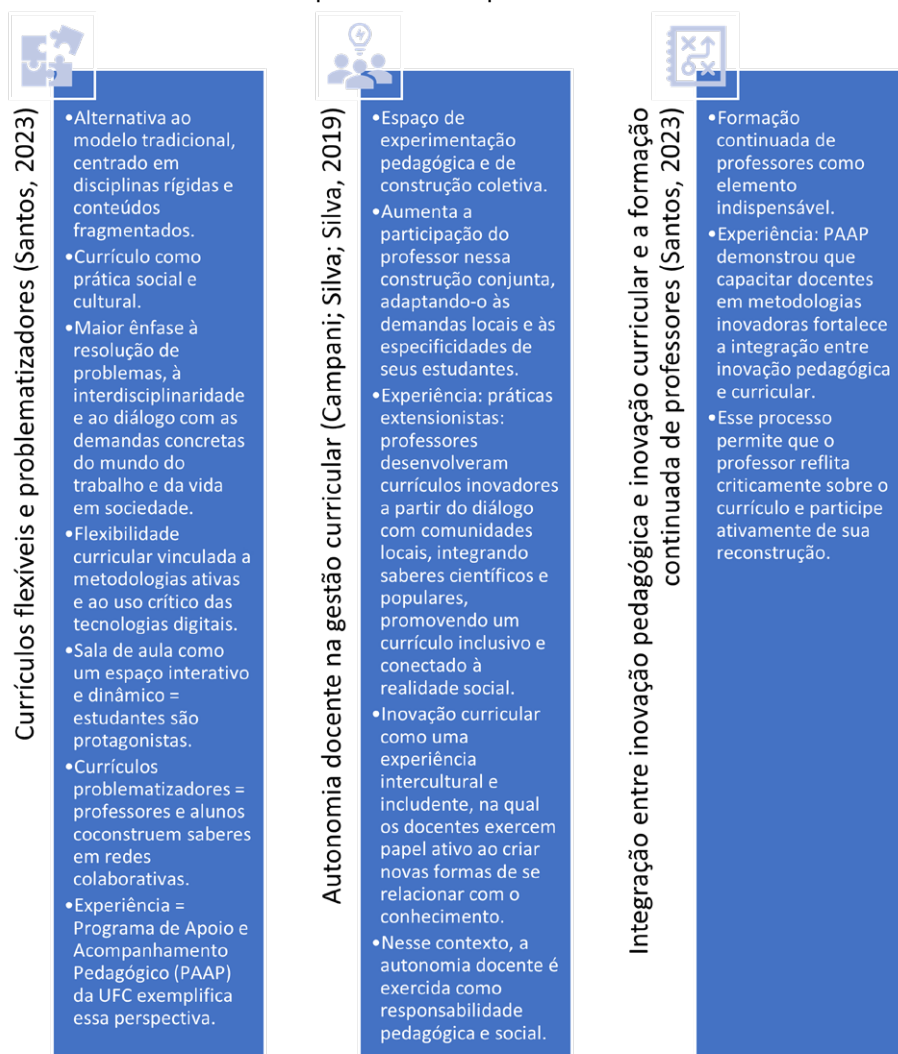 Currículos flexíveis e problematizadores (Santos, 2023)
•Alternativa ao
modelo tradicional,
centrado em
disciplinas rígidas e
conteúdos
fragmentados.
•Currículo como
prática social e
cultural.
•Maior ênfase à
resolução de
problemas, à
interdisciplinaridade
e ao diálogo com as
demandas concretas
do mundo do
trabalho e da vida
em sociedade.
•Flexibilidade
curricular vinculada a
metodologias ativas
e ao uso crítico das
tecnologias digitais.
•Sala de aula como
um espaço interativo
e dinâmico =
estudantes são
protagonistas.
•Currículos
problematizadores =
professores e alunos
coconstruem saberes
em redes
colaborativas.
•Experiência =
Programa de Apoio e
Acompanhamento
Pedagógico (PAAP)
da UFC exemplifica
essa perspectiva.
Autonomia docente na gestão curricular (Campani; Silva; Silva, 2019)
•Espaço de
experimentação
pedagógica e de
construção coletiva.
•Aumenta a
participação do
professor nessa
construção conjunta,
adaptando-o às
demandas locais e às
especificidades de
seus estudantes.
•Experiência: práticas
extensionistas:
professores
desenvolveram
currículos inovadores
a partir do diálogo
com comunidades
locais, integrando
saberes científicos e
populares,
promovendo um
currículo inclusivo e
conectado à
realidade social.
•Inovação curricular
como uma
experiência
intercultural e
includente, na qual
os docentes exercem
papel ativo ao criar
novas formas de se
relacionar com o
conhecimento.
•Nesse contexto, a
autonomia docente é
exercida como
responsabilidade
pedagógica e social.
Integração entre inovação pedagógica e inovação curricular e a formação
continuada de professores (Santos, 2023)
•Formação
continuada de
professores como
elemento
indispensável.
•Experiência: PAAP
demonstrou que
capacitar docentes
em metodologias
inovadoras fortalece
a integração entre
inovação pedagógica
e curricular.
•Esse processo
permite que o
professor reflita
criticamente sobre o
currículo e participe
ativamente de sua
reconstrução.